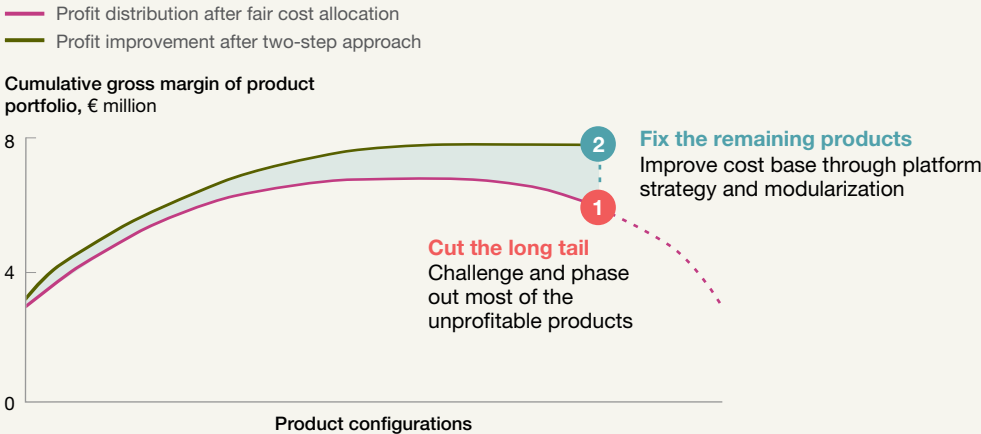 Profit distribution after fair cost allocation
Profit improvement after two-step approach
Cumulative gross margin of product
portfolio, € million
8
4
0
2
Fix the remaining products
Improve cost base through platform
strategy and modularization
1
Cut the long tail
Challenge and phase
out most of the
unprofitable products
Product configurations